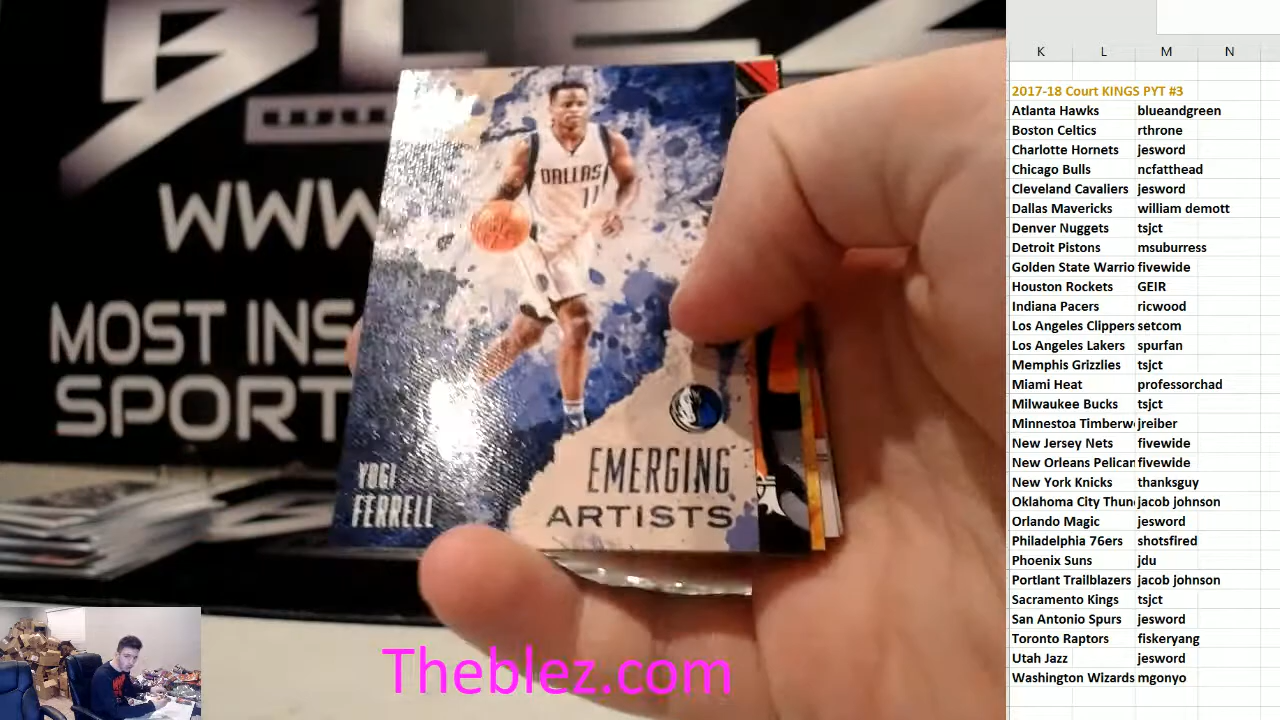 WWW
MOST INS
SPORT
DALLAS
11
YOGI
FERRELL
EMERGING
ARTISTS
Theblez.com
K L M N
2017-18 Court KINGS PYT #3
Atlanta Hawks blueandgreen
Boston Celtics rthrone
Charlotte Hornets jesword
Chicago Bulls ncfatthead
Cleveland Cavaliers jesword
Dallas Mavericks william demott
Denver Nuggets tsjct
Detroit Pistons msuburress
Golden State Warrio fivewide
Houston Rockets GEIR
Indiana Pacers ricwood
Los Angeles Clippers setcom
Los Angeles Lakers spurfan
Memphis Grizzlies tsjct
Miami Heat professorchad
Milwaukee Bucks tsjct
Minnestoa Timberw jreiber
New Jersey Nets fivewide
New Orleans Pelican fivewide
New York Knicks thanksguy
Oklahoma City Thun jacob johnson
Orlando Magic jesword
Philadelphia 76ers shotsfired
Phoenix Suns jdu
Portlant Trailblazers jacob johnson
Sacramento Kings tsjct
San Antonio Spurs jesword
Toronto Raptors fiskeryang
Utah Jazz jesword
Washington Wizards mgonyo